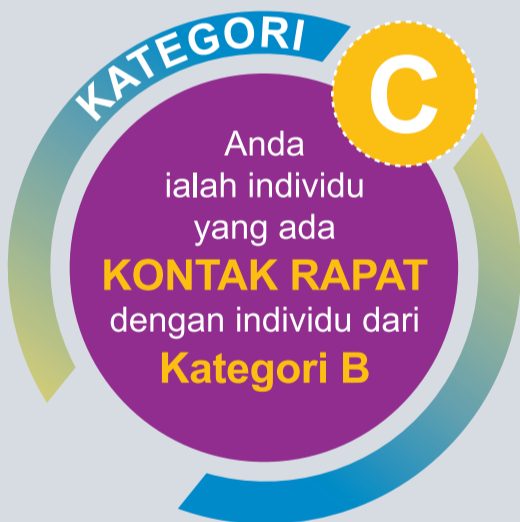 KATEGORI
C
Anda
ialah individu
yang ada
KONTAK RAPAT
dengan individu dari
Kategori B